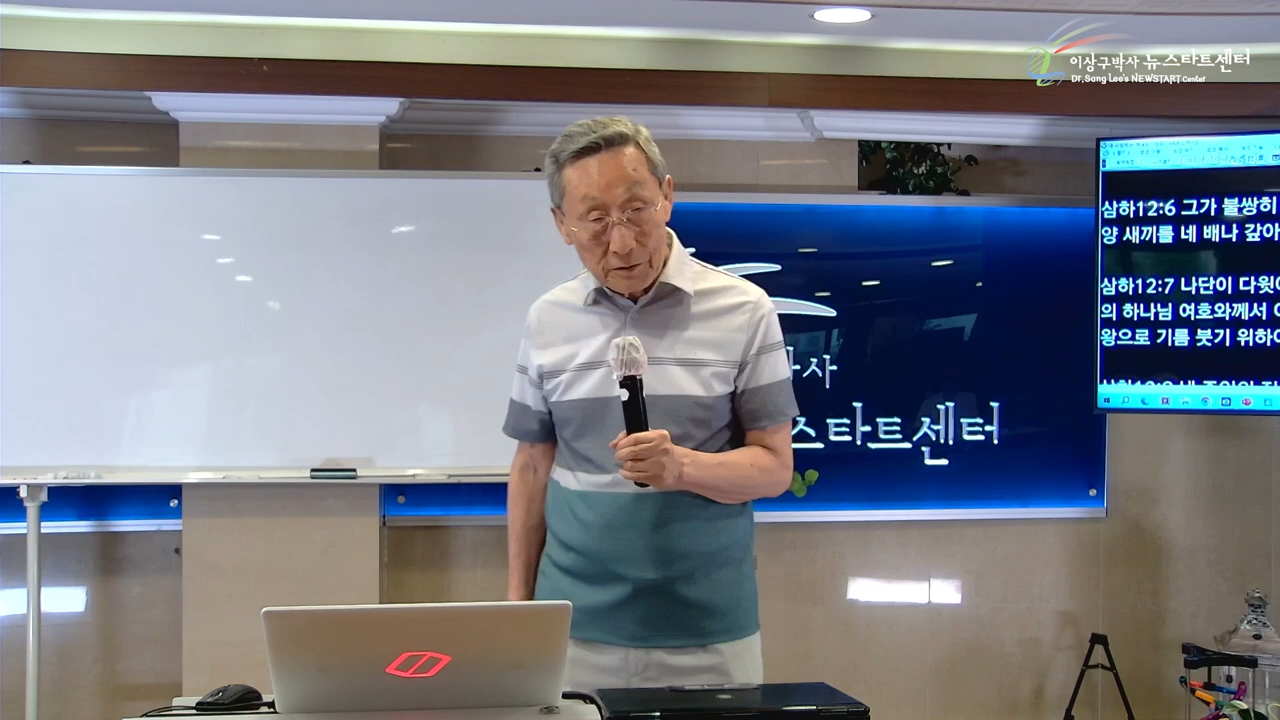 이상구박사 뉴스타트센터
Dr. Sang Lee's NEWSTART Center
삼하12:6 그가 불쌍히
양 새끼를 네 배나 갚아
삼하12:7 나단이 다윗
의 하나님 여호와께서
왕으로 기름 붓기 위하
사
스타트센터